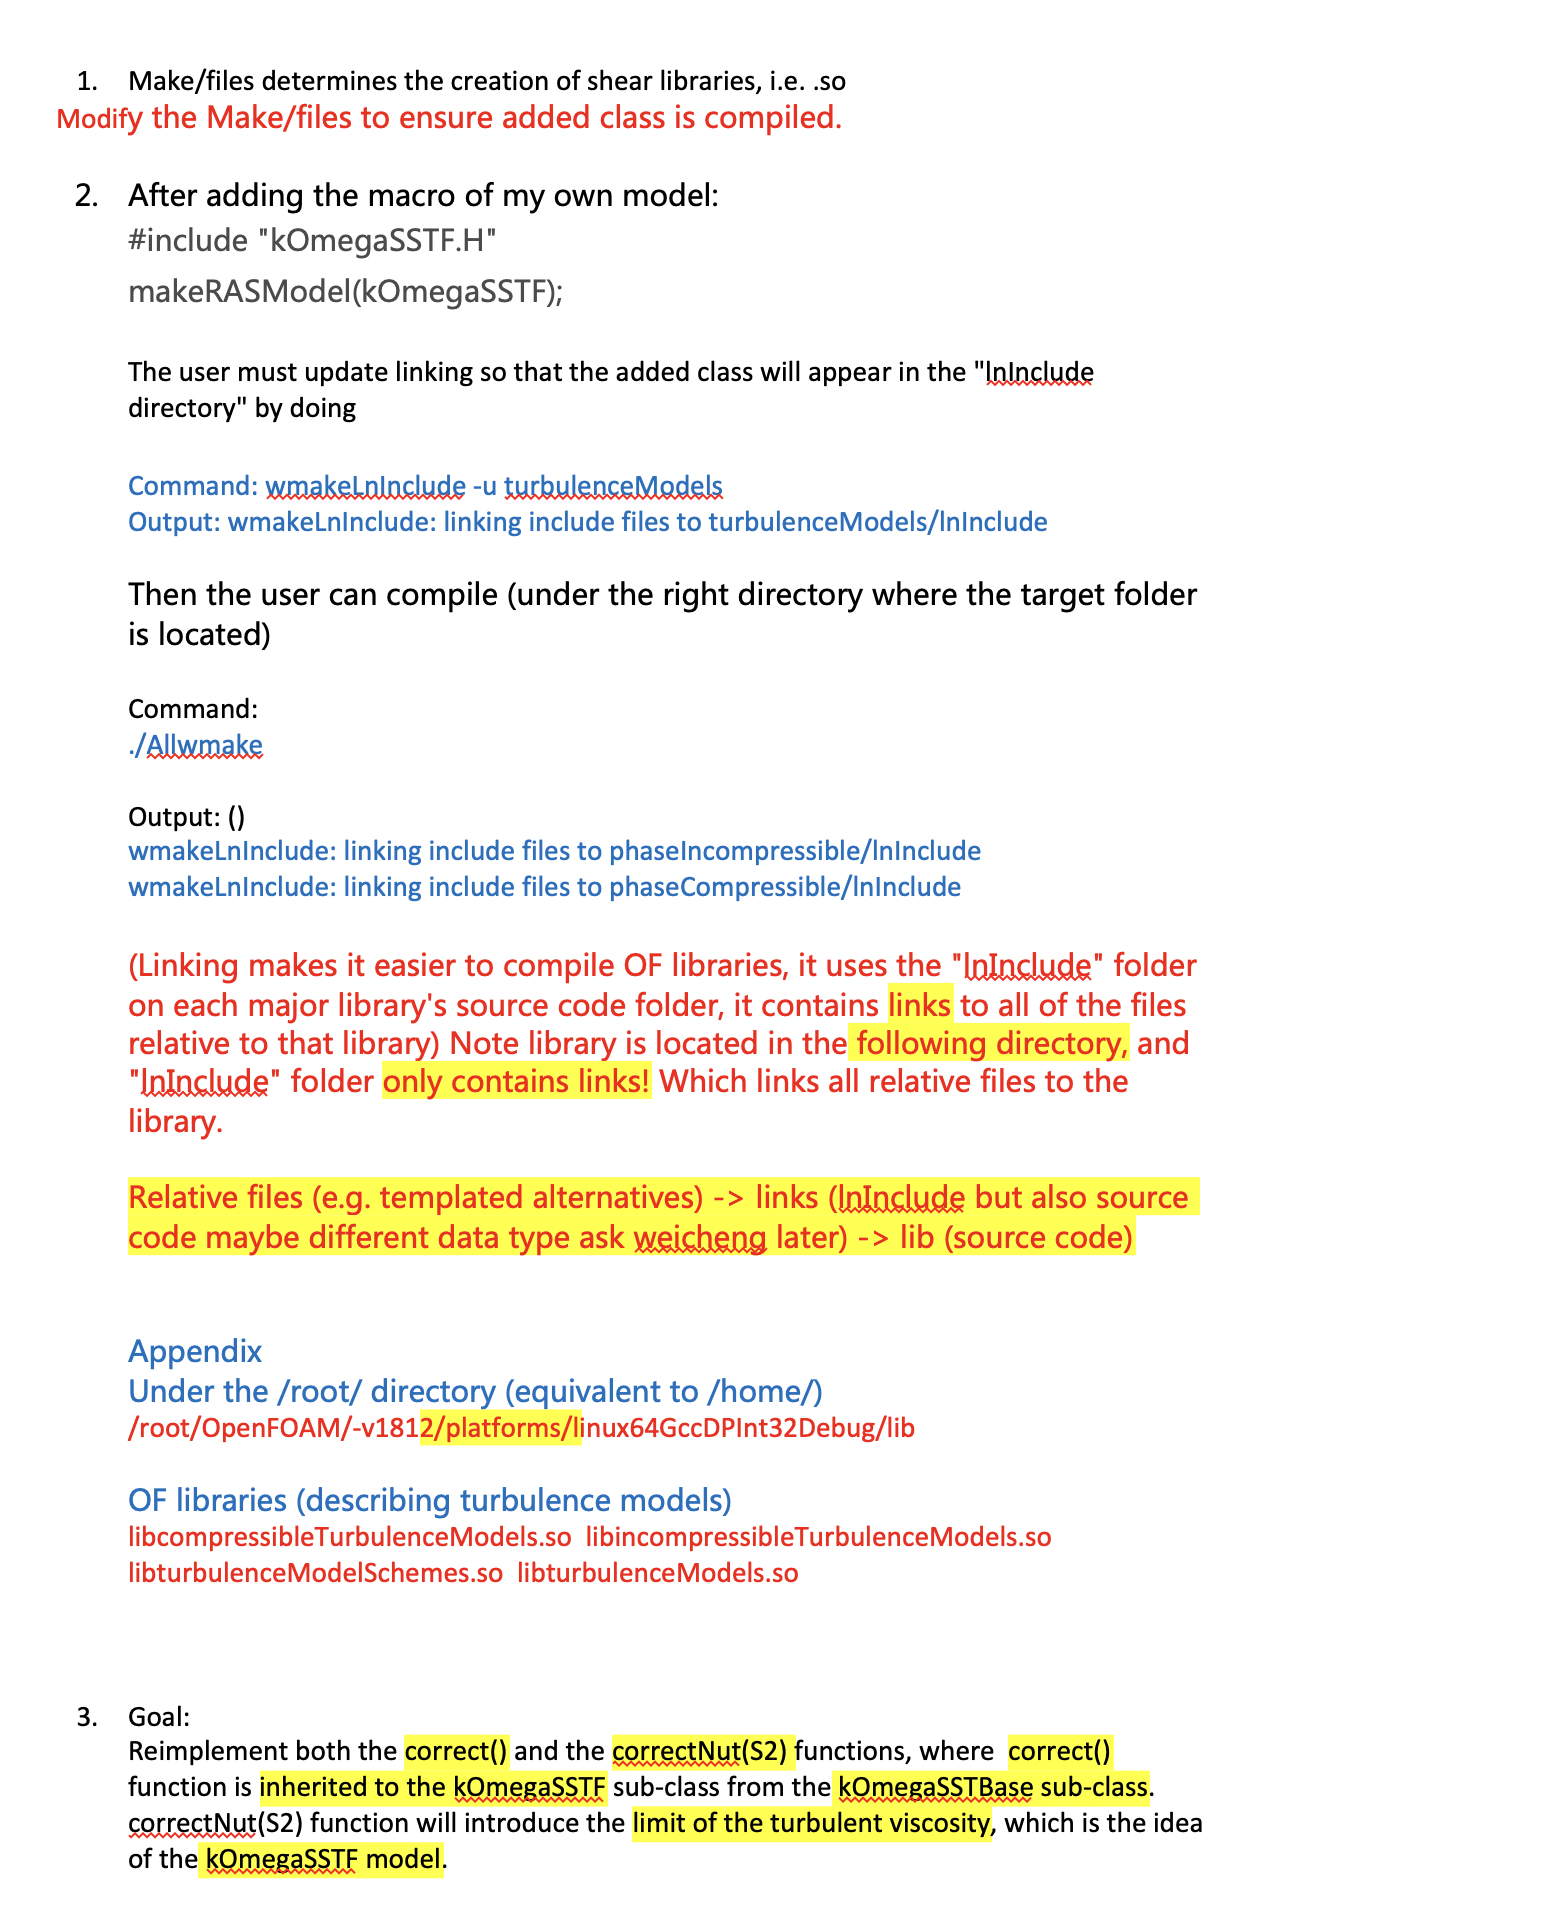 1. Make/files determines the creation of shear libraries, i.e. .so
Modify the Make/files to ensure added class is compiled.
2. After adding the macro of my own model:
#include "kOmegaSSTF.H"
makeRASModel(kOmegaSSTF);
The user must update linking so that the added class will appear in the "lnInclude
directory" by doing
Command: wmakeLnInclude -u turbulenceModels
Output: wmakeLnInclude: linking include files to turbulenceModels/lnInclude
Then the user can compile (under the right directory where the target folder
is located)
Command:
./Allwmake
Output: ()
wmakeLnInclude: linking include files to phaseIncompressible/lnInclude
wmakeLnInclude: linking include files to phaseCompressible/lnInclude
(Linking makes it easier to compile OF libraries, it uses the "lnInclude" folder
on each major library's source code folder, it contains links to all of the files
relative to that library) Note library is located in the following directory, and
"lnInclude" folder only contains links! Which links all relative files to the
library.
Relative files (e.g. templated alternatives) -> links (lnInclude but also source
code maybe different data type ask weicheng later) -> lib (source code)
Appendix
Under the /root/ directory (equivalent to /home/)
/root/OpenFOAM/-v1812/platforms/linux64GccDPInt32Debug/lib
OF libraries (describing turbulence models)
libcompressibleTurbulenceModels.so libincompressibleTurbulenceModels.so
libturbulenceModelSchemes.so libturbulenceModels.so
3. Goal:
Reimplement both the correct() and the correctNut(S2) functions, where correct()
function is inherited to the kOmegaSSTF sub-class from the kOmegaSSTBase sub-class.
correctNut(S2) function will introduce the limit of the turbulent viscosity, which is the idea
of the kOmegaSSTF model.